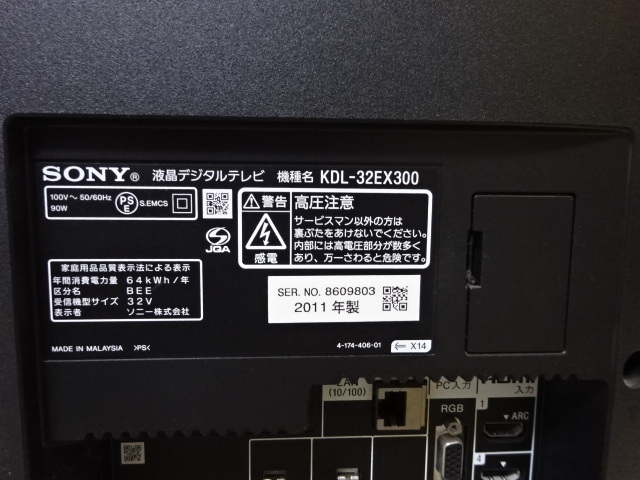 SONY® 液晶デジタルテレビ 機種名 KDL-32EX300
100V～ 50/60Hz
90W
PS
E
S.EMCS
JQA
警告 高圧注意
サービスマン以外の方は
裏ぶたをあけないでください。
内部には高電圧部分が数多く
あり、万一さわると危険です。
感電
家庭用品品質表示法による表示
年間消費電力量 64kWh/年
区分名 BEE
受信機型サイズ 32V
表示者 ソニー株式会社
SER. NO. 8609803
2011 年製
MADE IN MALAYSIA >PS<
4-174-406-01
X14
LAN
(10/100)
PC入力
RGB
HDMI
入力
1
ARC
4